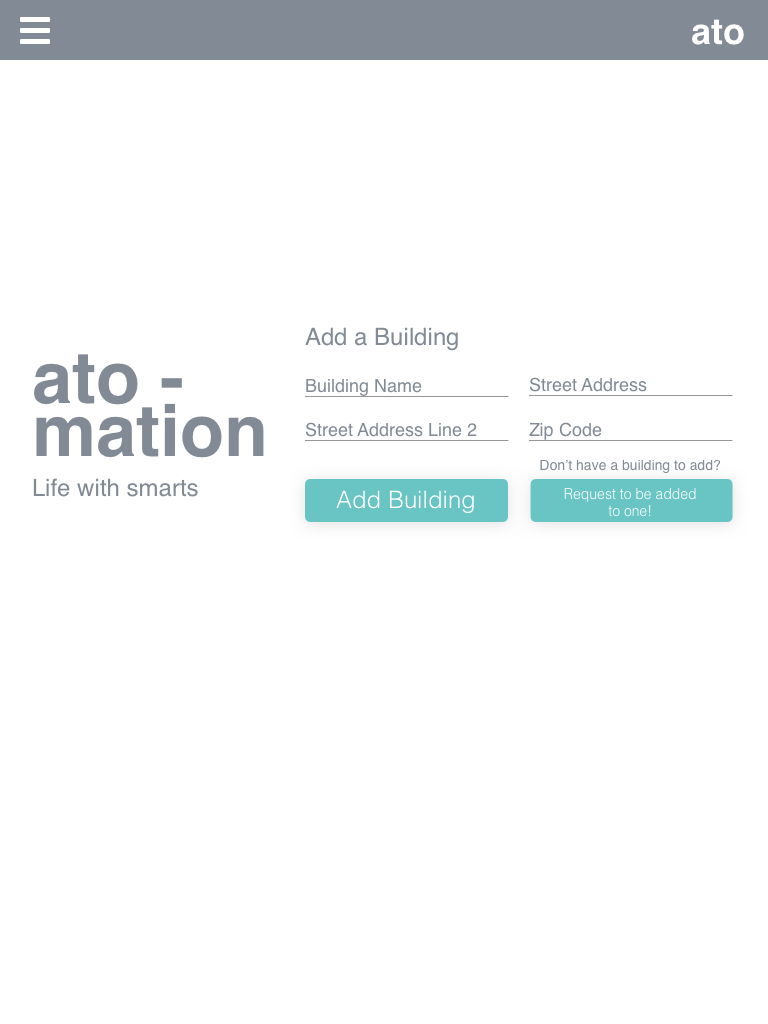 ato
ato -
mation
Life with smarts
Add a Building
Building Name
Street Address
Street Address Line 2
Zip Code
Don't have a building to add?
Add Building
Request to be added
to one!